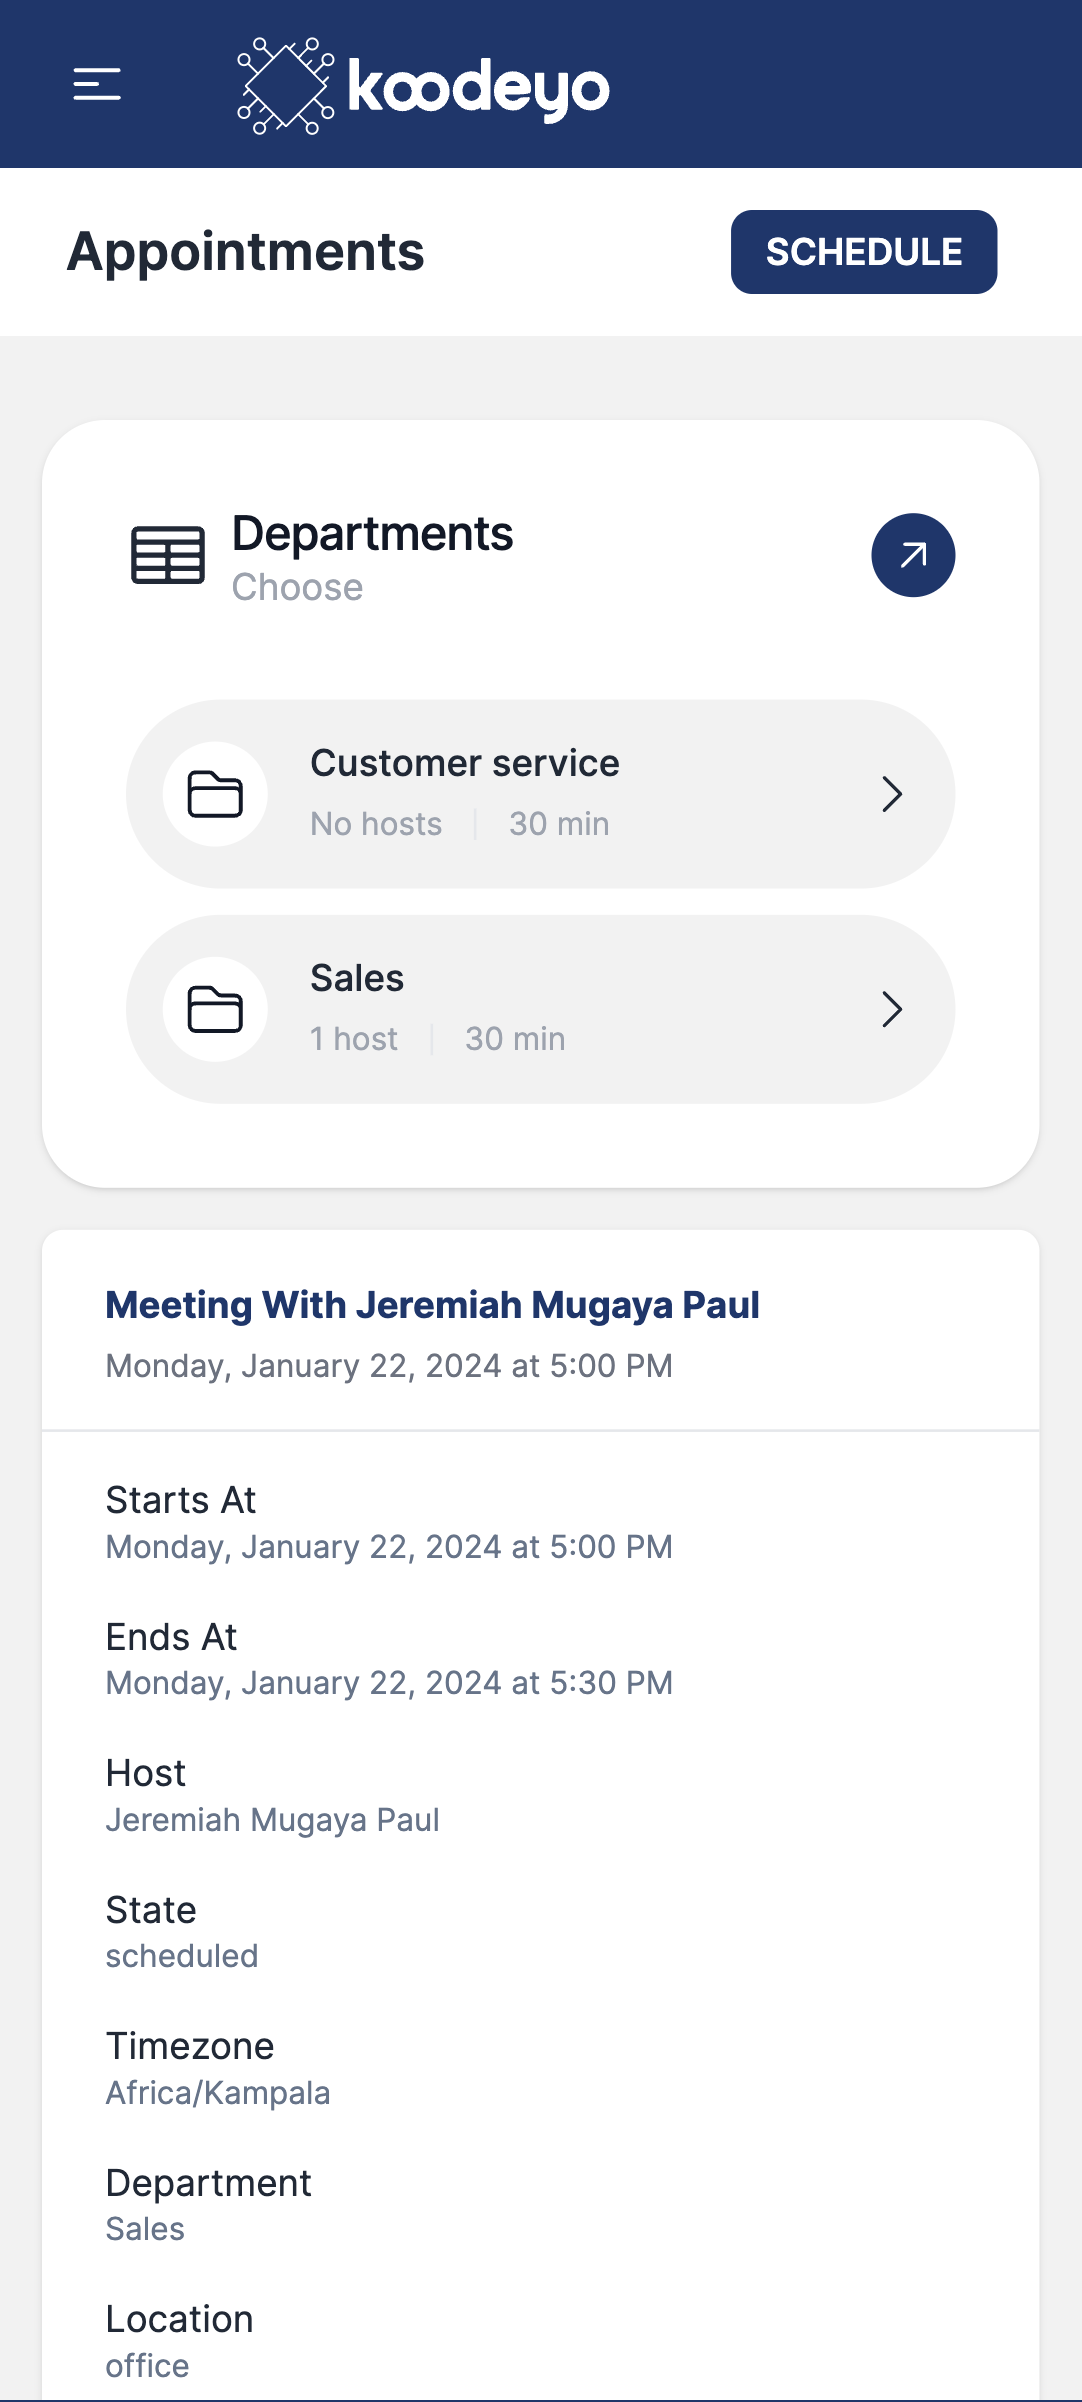 koodeyo
Appointments
SCHEDULE
Departments
Choose
Customer service
No hosts 30 min
Sales
1 host 30 min
Meeting With Jeremiah Mugaya Paul
Monday, January 22, 2024 at 5:00 PM
Starts At
Monday, January 22, 2024 at 5:00 PM
Ends At
Monday, January 22, 2024 at 5:30 PM
Host
Jeremiah Mugaya Paul
State
scheduled
Timezone
Africa/Kampala
Department
Sales
Location
office